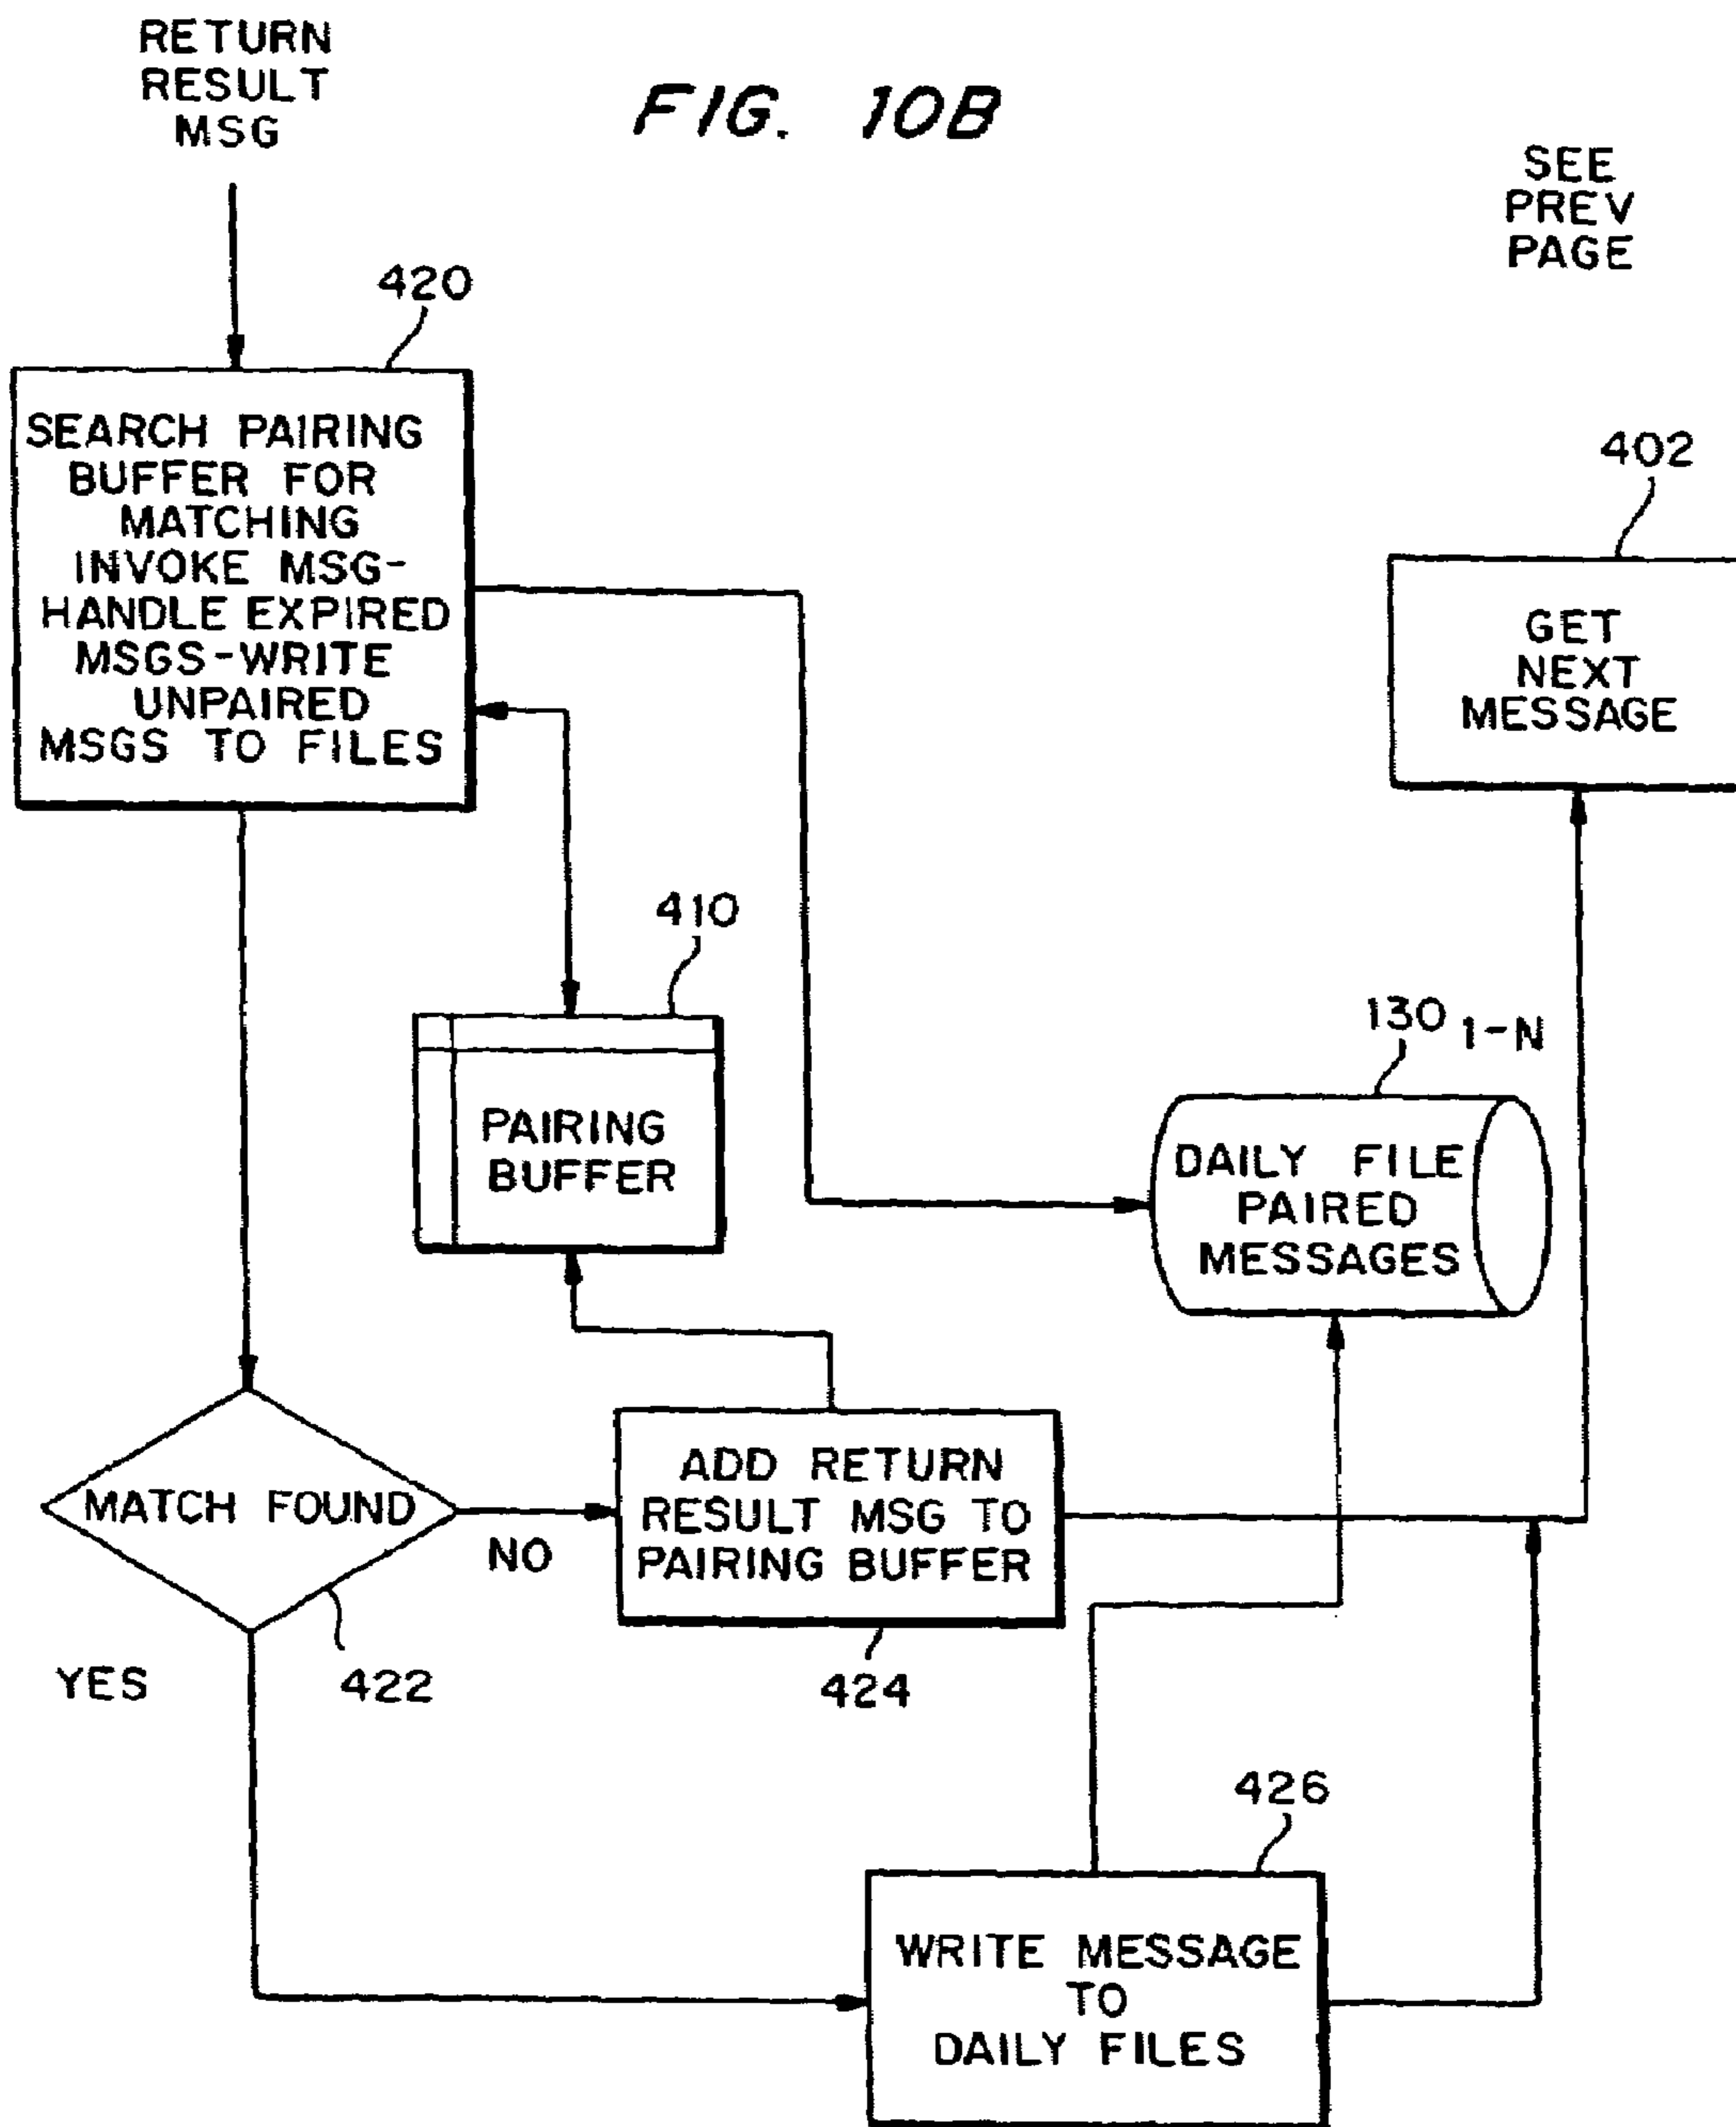 RETURN
RESULT
MSG
FIG. 10B
SEE
PREV
PAGE
420
SEARCH PAIRING
BUFFER FOR
MATCHING
INVOKE MSG-
HANDLE EXPIRED
MSGS-WRITE
UNPAIRED
MSGS TO FILES
402
GET
NEXT
MESSAGE
410
PAIRING
BUFFER
130 1-N
DAILY FILE
PAIRED
MESSAGES
MATCH FOUND
NO
YES
422
ADD RETURN
RESULT MSG TO
PAIRING BUFFER
424
426
WRITE MESSAGE
TO
DAILY FILES